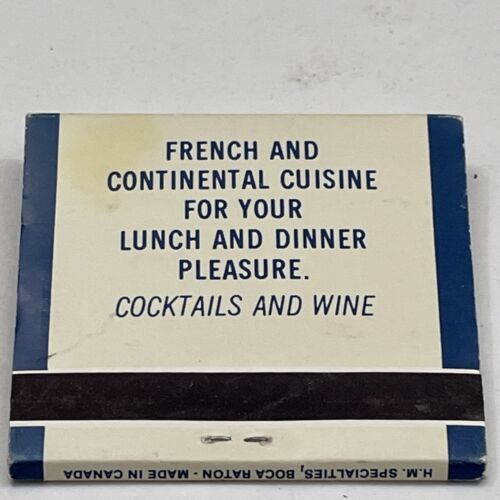 FRENCH AND
CONTINENTAL CUISINE
FOR YOUR
LUNCH AND DINNER
PLEASURE.
COCKTAILS AND WINE
H.M. SPECIALTIES, BOCA RATON - MADE IN CANADA